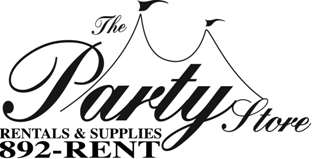 The
Party
Store
RENTALS & SUPPLIES
892-RENT